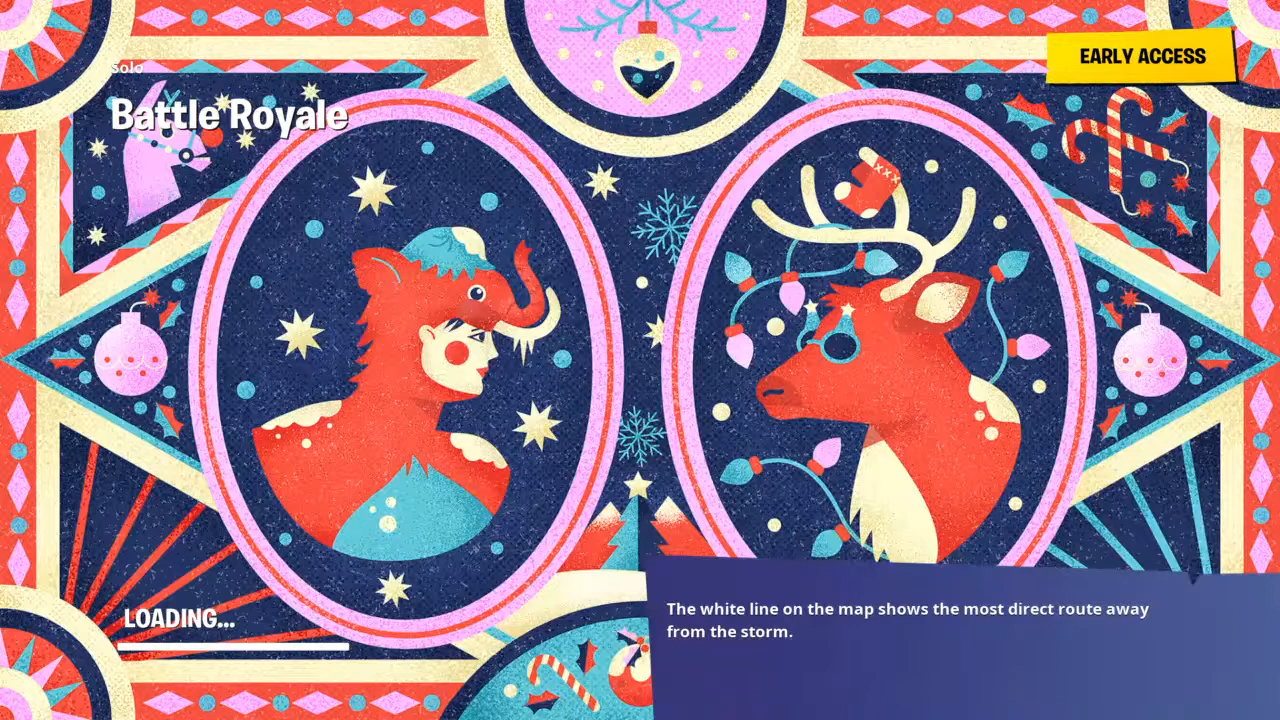 Solo
Battle Royale
EARLY ACCESS
LOADING...
The white line on the map shows the most direct route away
from the storm.